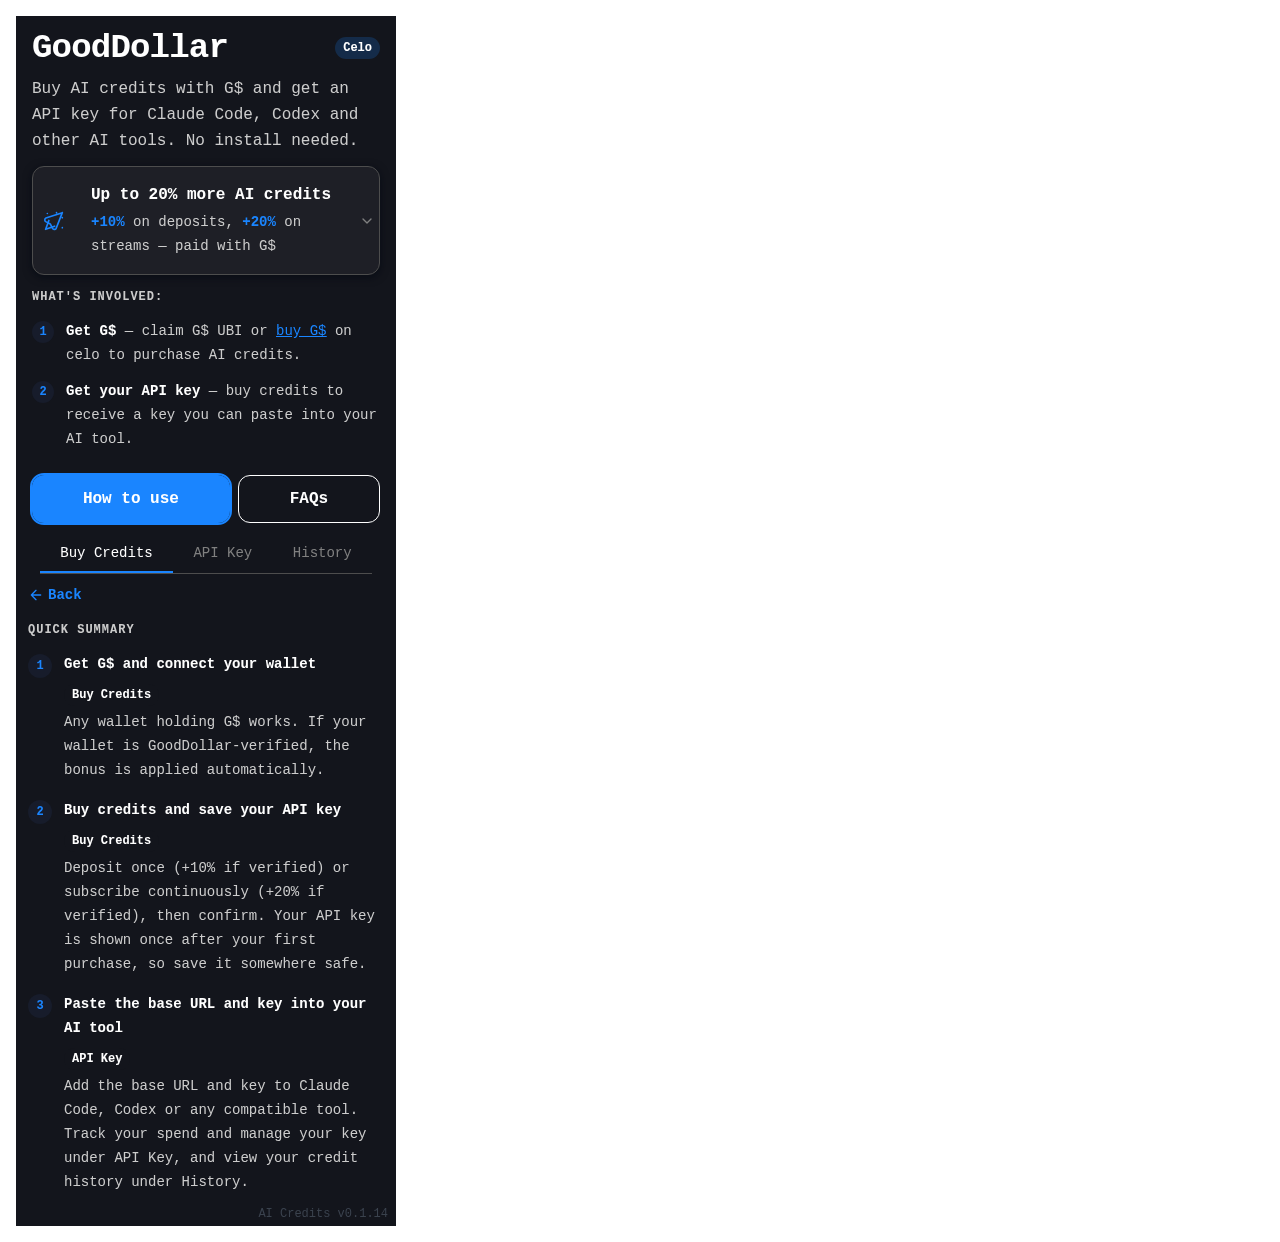 GoodDollar
Celo
Buy AI credits with G$ and get an
API key for Claude Code, Codex and
other AI tools. No install needed.
Up to 20% more AI credits
+10% on deposits, +20% on
streams — paid with G$
WHAT'S INVOLVED:
1 Get G$ — claim G$ UBI or buy G$ on
celo to purchase AI credits.
2 Get your API key — buy credits to
receive a key you can paste into your
AI tool.
How to use FAQs
Buy Credits API Key History
Back
QUICK SUMMARY
1 Get G$ and connect your wallet
Buy Credits
Any wallet holding G$ works. If your
wallet is GoodDollar-verified, the
bonus is applied automatically.
2 Buy credits and save your API key
Buy Credits
Deposit once (+10% if verified) or
subscribe continuously (+20% if
verified), then confirm. Your API key
is shown once after your first
purchase, so save it somewhere safe.
3 Paste the base URL and key into your
AI tool
API Key
Add the base URL and key to Claude
Code, Codex or any compatible tool.
Track your spend and manage your key
under API Key, and view your credit
history under History.
AI Credits v0.1.14